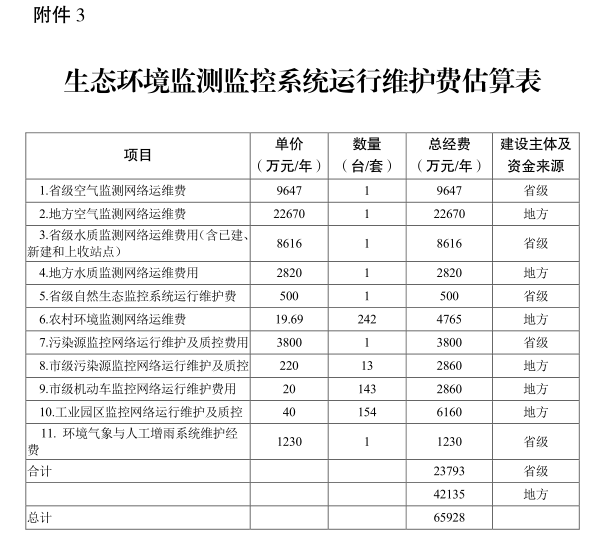 附件 3
生态环境监测监控系统运行维护费估算表
项目 单价（万元/年） 数量（台/套） 总经费（万元/年） 建设主体及资金来源
1.省级空气监测网络运维费 9647 1 9647 省级
2.地方空气监测网络运维费 22670 1 22670 地方
3.省级水质监测网络运维费用（含已建、新建和上收站点） 8616 1 8616 省级
4.地方水质监测网络运维费用 2820 1 2820 地方
5.省级自然生态监控系统运行维护费 500 1 500 省级
6.农村环境监测网络运维费 19.69 242 4765 地方
7.污染源监控网络运行维护及质控费用 3800 1 3800 省级
8.市级污染源监控网络运行维护及质控 220 13 2860 地方
9.市级机动车监控网络运行维护费用 20 143 2860 地方
10.工业园区监控网络运行维护及质控 40 154 6160 地方
11. 环境气象与人工增雨系统维护经费 1230 1 1230 省级
合计 23793 省级
42135 地方
总计 65928